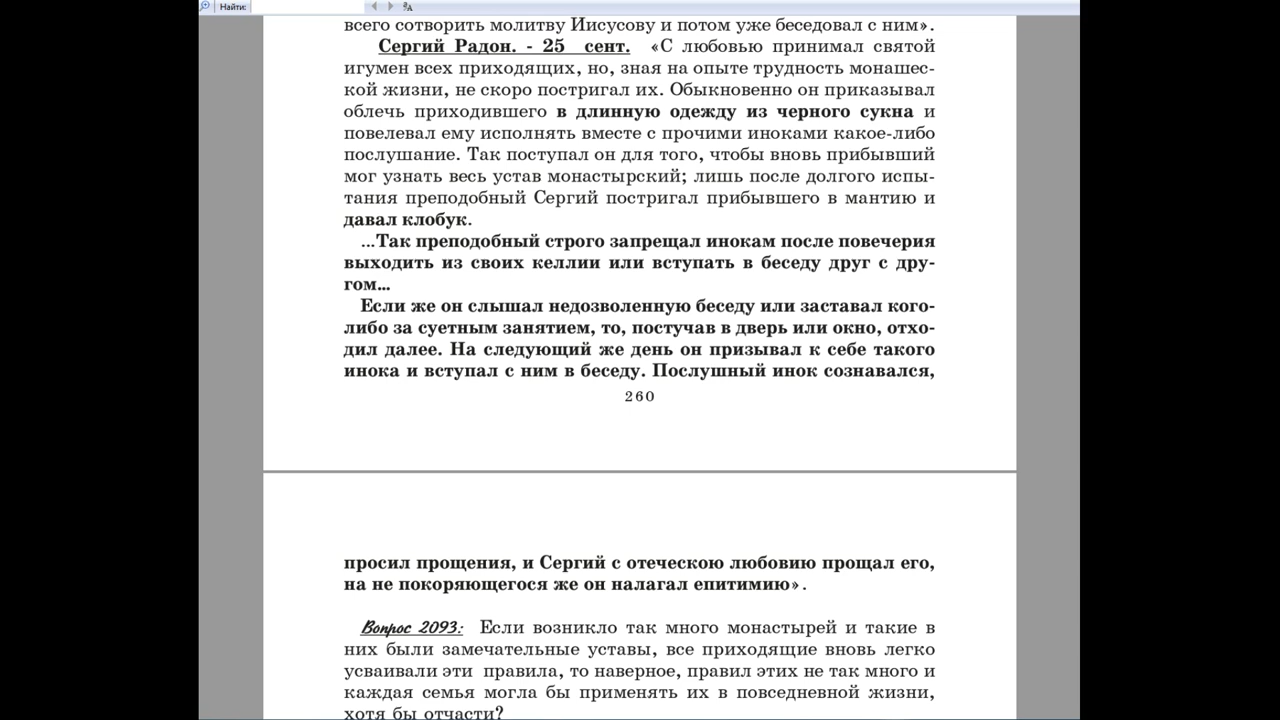 Найти:
всего сотворить молитву Иисусову и потом уже беседовал с ним».
Сергий Радон. - 25 сент. «С любовью принимал святой
игумен всех приходящих, но, зная на опыте трудность монашес-
кой жизни, не скоро постригал их. Обыкновенно он приказывал
облечь приходившего в длинную одежду из черного сукна и
повелевал ему исполнять вместе с прочими иноками какое-либо
послушание. Так поступал он для того, чтобы вновь прибывший
мог узнать весь устав монастырский; лишь после долгого испы-
тания преподобный Сергий постригал прибывшего в мантию и
давал клобук.
...Так преподобный строго запрещал инокам после повечерия
выходить из своих келлии или вступать в беседу друг с дру-
гом...
Если же он слышал недозволенную беседу или заставал кого-
либо за суетным занятием, то, постучав в дверь или окно, отхо-
дил далее. На следующий же день он призывал к себе такого
инока и вступал с ним в беседу. Послушный инок сознавался,
260
просил прощения, и Сергий с отеческою любовию прощал его,
на не покоряющегося же он налагал епитимию».
Вопрос 2093: Если возникло так много монастырей и такие в
них были замечательные уставы, все приходящие вновь легко
усваивали эти правила, то наверное, правил этих не так много и
каждая семья могла бы применять их в повседневной жизни,
хотя бы отчасти?